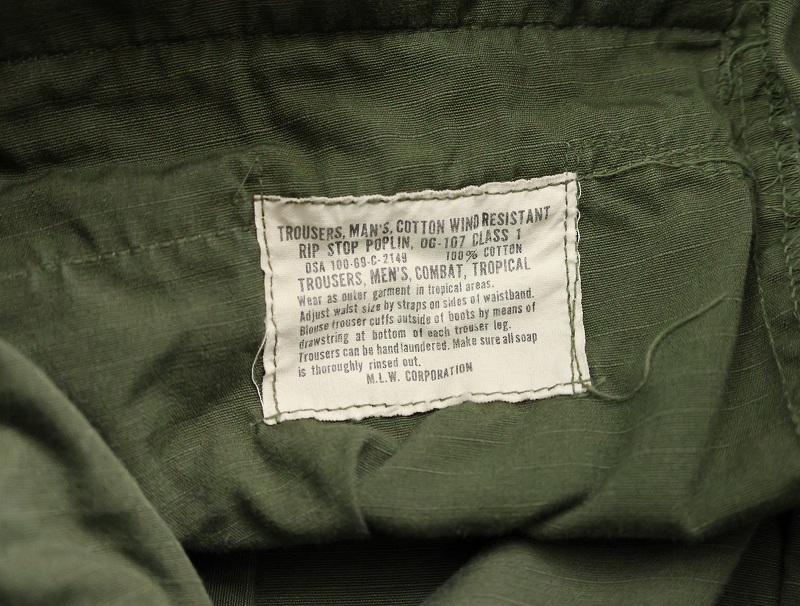 TROUSERS, MAN'S, COTTON WIND RESISTANT
RIP STOP POPLIN, OG-107 CLASS 1
DSA 100-69-C-2149 100% COTTON
TROUSERS, MEN'S, COMBAT, TROPICAL
Wear as outer garment in tropical areas.
Adjust waist size by straps on sides of waistband.
Blouse trouser cuffs outside of boots by means of
drawstring at bottom of each trouser leg.
Trousers can be hand laundered. Make sure all soap
is thoroughly rinsed out.
M.L.W. CORPORATION